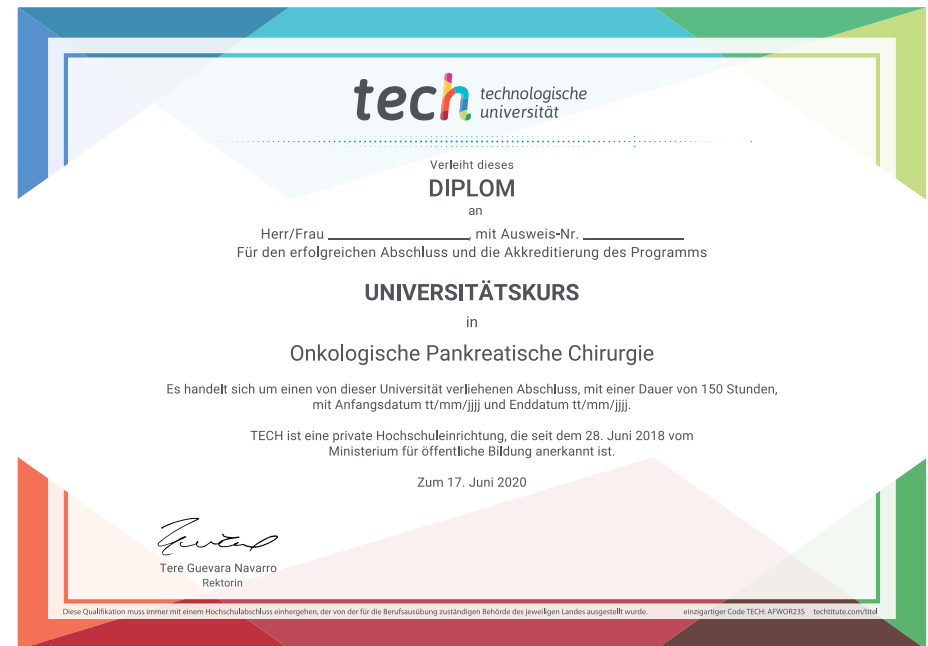 tech technologische
universität
Verleiht dieses
DIPLOM
an
Herr/Frau ____________________, mit Ausweis-Nr. ______________
Für den erfolgreichen Abschluss und die Akkreditierung des Programms
UNIVERSITÄTSKURS
in
Onkologische Pankreatische Chirurgie
Es handelt sich um einen von dieser Universität verliehenen Abschluss, mit einer Dauer von 150 Stunden,
mit Anfangsdatum tt/mm/jjjj und Enddatum tt/mm/jjjj.
TECH ist eine private Hochschuleinrichtung, die seit dem 28. Juni 2018 vom
Ministerium für öffentliche Bildung anerkannt ist.
Zum 17. Juni 2020
Tere Guevara Navarro
Rektorin
Diese Qualifikation muss immer mit einem Hochschulabschluss einhergehen, der von der für die Berufsausübung zuständigen Behörde des jeweiligen Landes ausgestellt wurde. einzigartiger Code TECH: AFWOR23S techtitute.com/titel